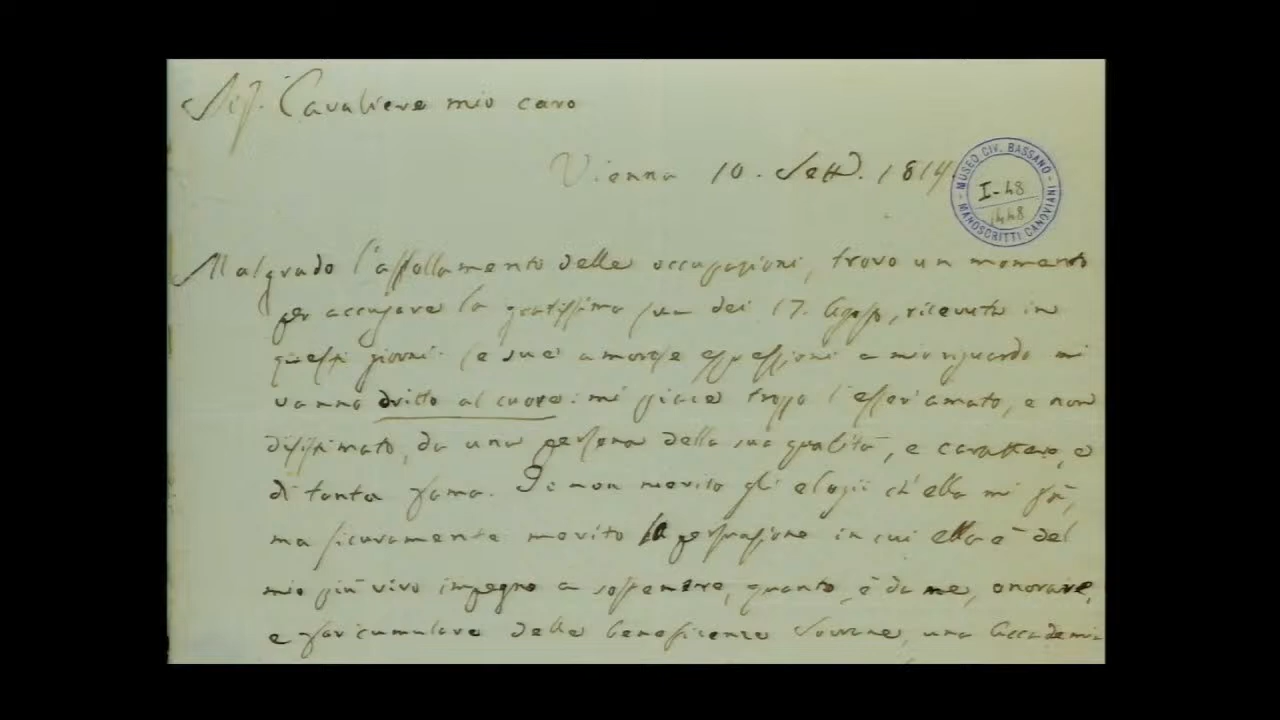 Sig. Cavaliere mio caro
Vienna 10. Sett. 1814.
MUSEO CIV. BASSANO
I-48
1448
MANOSCRITTI CANOVIANI
Malgrado l'affollamento delle occupazioni, trovo un momento
per accusare la gratissima sua dei 17. Agosto, ricevuta in
questi giorni. Le sue amorose espressioni a mio riguardo mi
vanno dritto al cuore: mi piace troppo l'esser amato, e non
disistimato, da una persona della sua qualità, e carattere, e
di tanta fama. Io non merito gli elogii ch'ella mi fà,
ma sicuramente merito la persuasione in cui ella è del
mio più vivo impegno a sostenere, quanto è da me, onorare,
e far cumulare delle beneficenze Sovrane, una Accademia